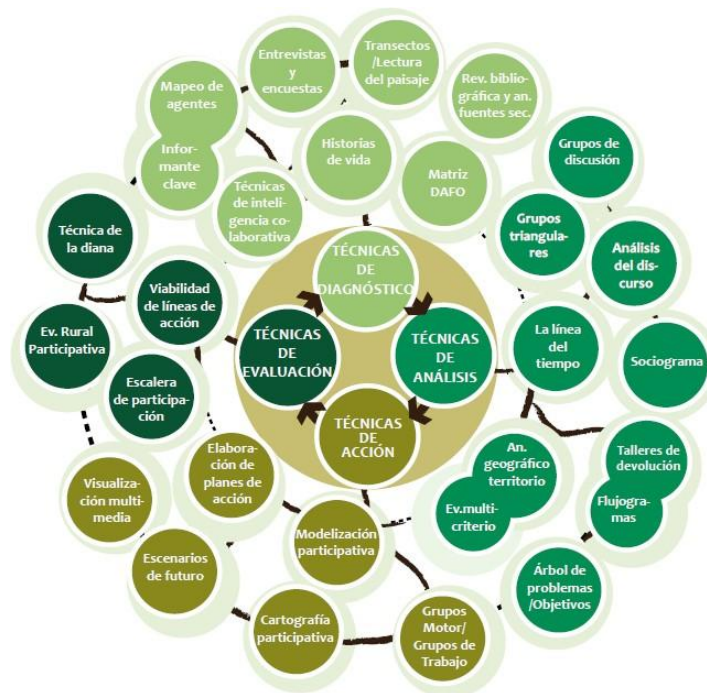 Entrevistas
y
encuestas
Transectos
/Lectura
del paisaje
Mapeo de
agentes
Rev. biblio-
gráfica y an.
fuentes sec.
Informante
clave
Historias
de vida
Grupos de
discusión
Técnicas
de inteli-
gencia co-
laborativa
Matriz
DAFO
Técnica de
la diana
Grupos
triangula-
res
Análisis
del dis-
curso
TÉCNICAS
DE
DIAGNÓSTICO
Viabilidad
de líneas de
acción
Ev. Rural
Participativa
TÉCNICAS
DE
EVALUACIÓN
TÉCNICAS
DE
ANÁLISIS
La línea
del
tiempo
Sociograma
Escalera
de partici-
pación
TÉCNICAS
DE
ACCIÓN
Elabora-
ción de
planes de
acción
An.
geográfico
territorio
Talleres de
devolución
Visualiza-
ción multi-
media
Ev.multi-
criterio
Flujogra-
mas
Modelización
participativa
Escenarios
de futuro
Árbol de
problemas
/Objetivos
Cartografía
participativa
Grupos
Motor/
Grupos de
Trabajo